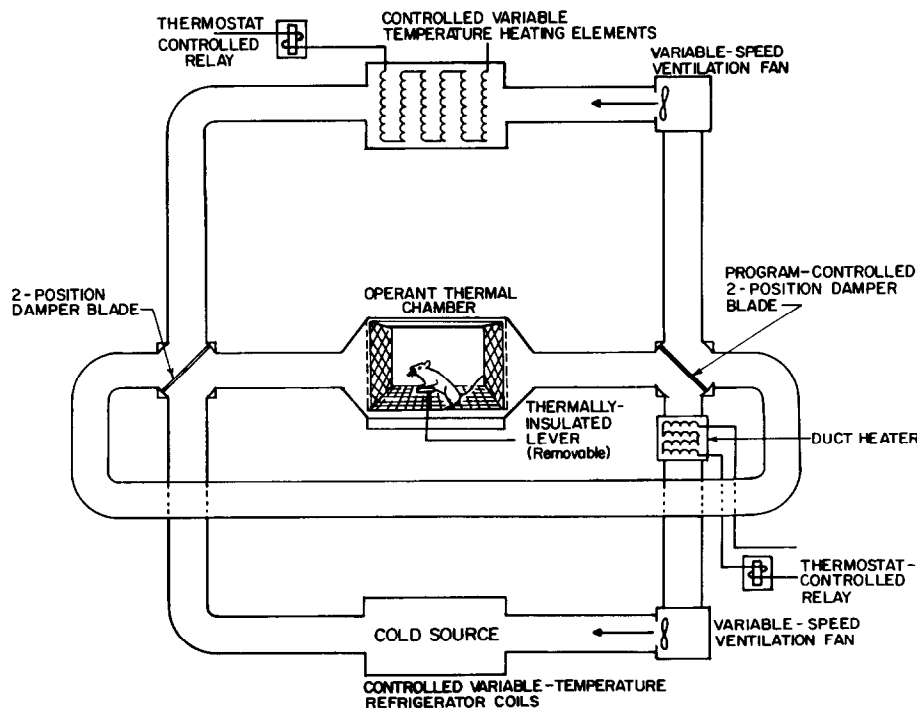 THERMOSTAT
CONTROLLED
RELAY
CONTROLLED VARIABLE
TEMPERATURE HEATING ELEMENTS
VARIABLE-SPEED
VENTILATION FAN
2-POSITION
DAMPER BLADE
OPERANT THERMAL
CHAMBER
PROGRAM-CONTROLLED
2-POSITION DAMPER
BLADE
THERMALLY-
INSULATED
LEVER
(Removable)
DUCT HEATER
THERMOSTAT-
CONTROLLED
RELAY
COLD SOURCE
VARIABLE-SPEED
VENTILATION FAN
CONTROLLED VARIABLE-TEMPERATURE
REFRIGERATOR COILS